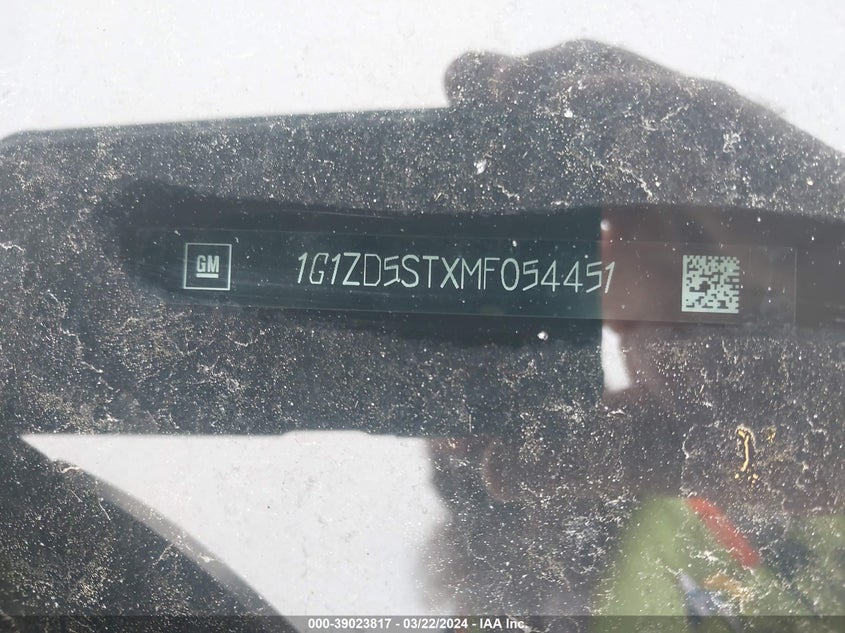 GM 1G1ZD5STXMF054451
000-39023817 - 03/22/2024 - IAA Inc.